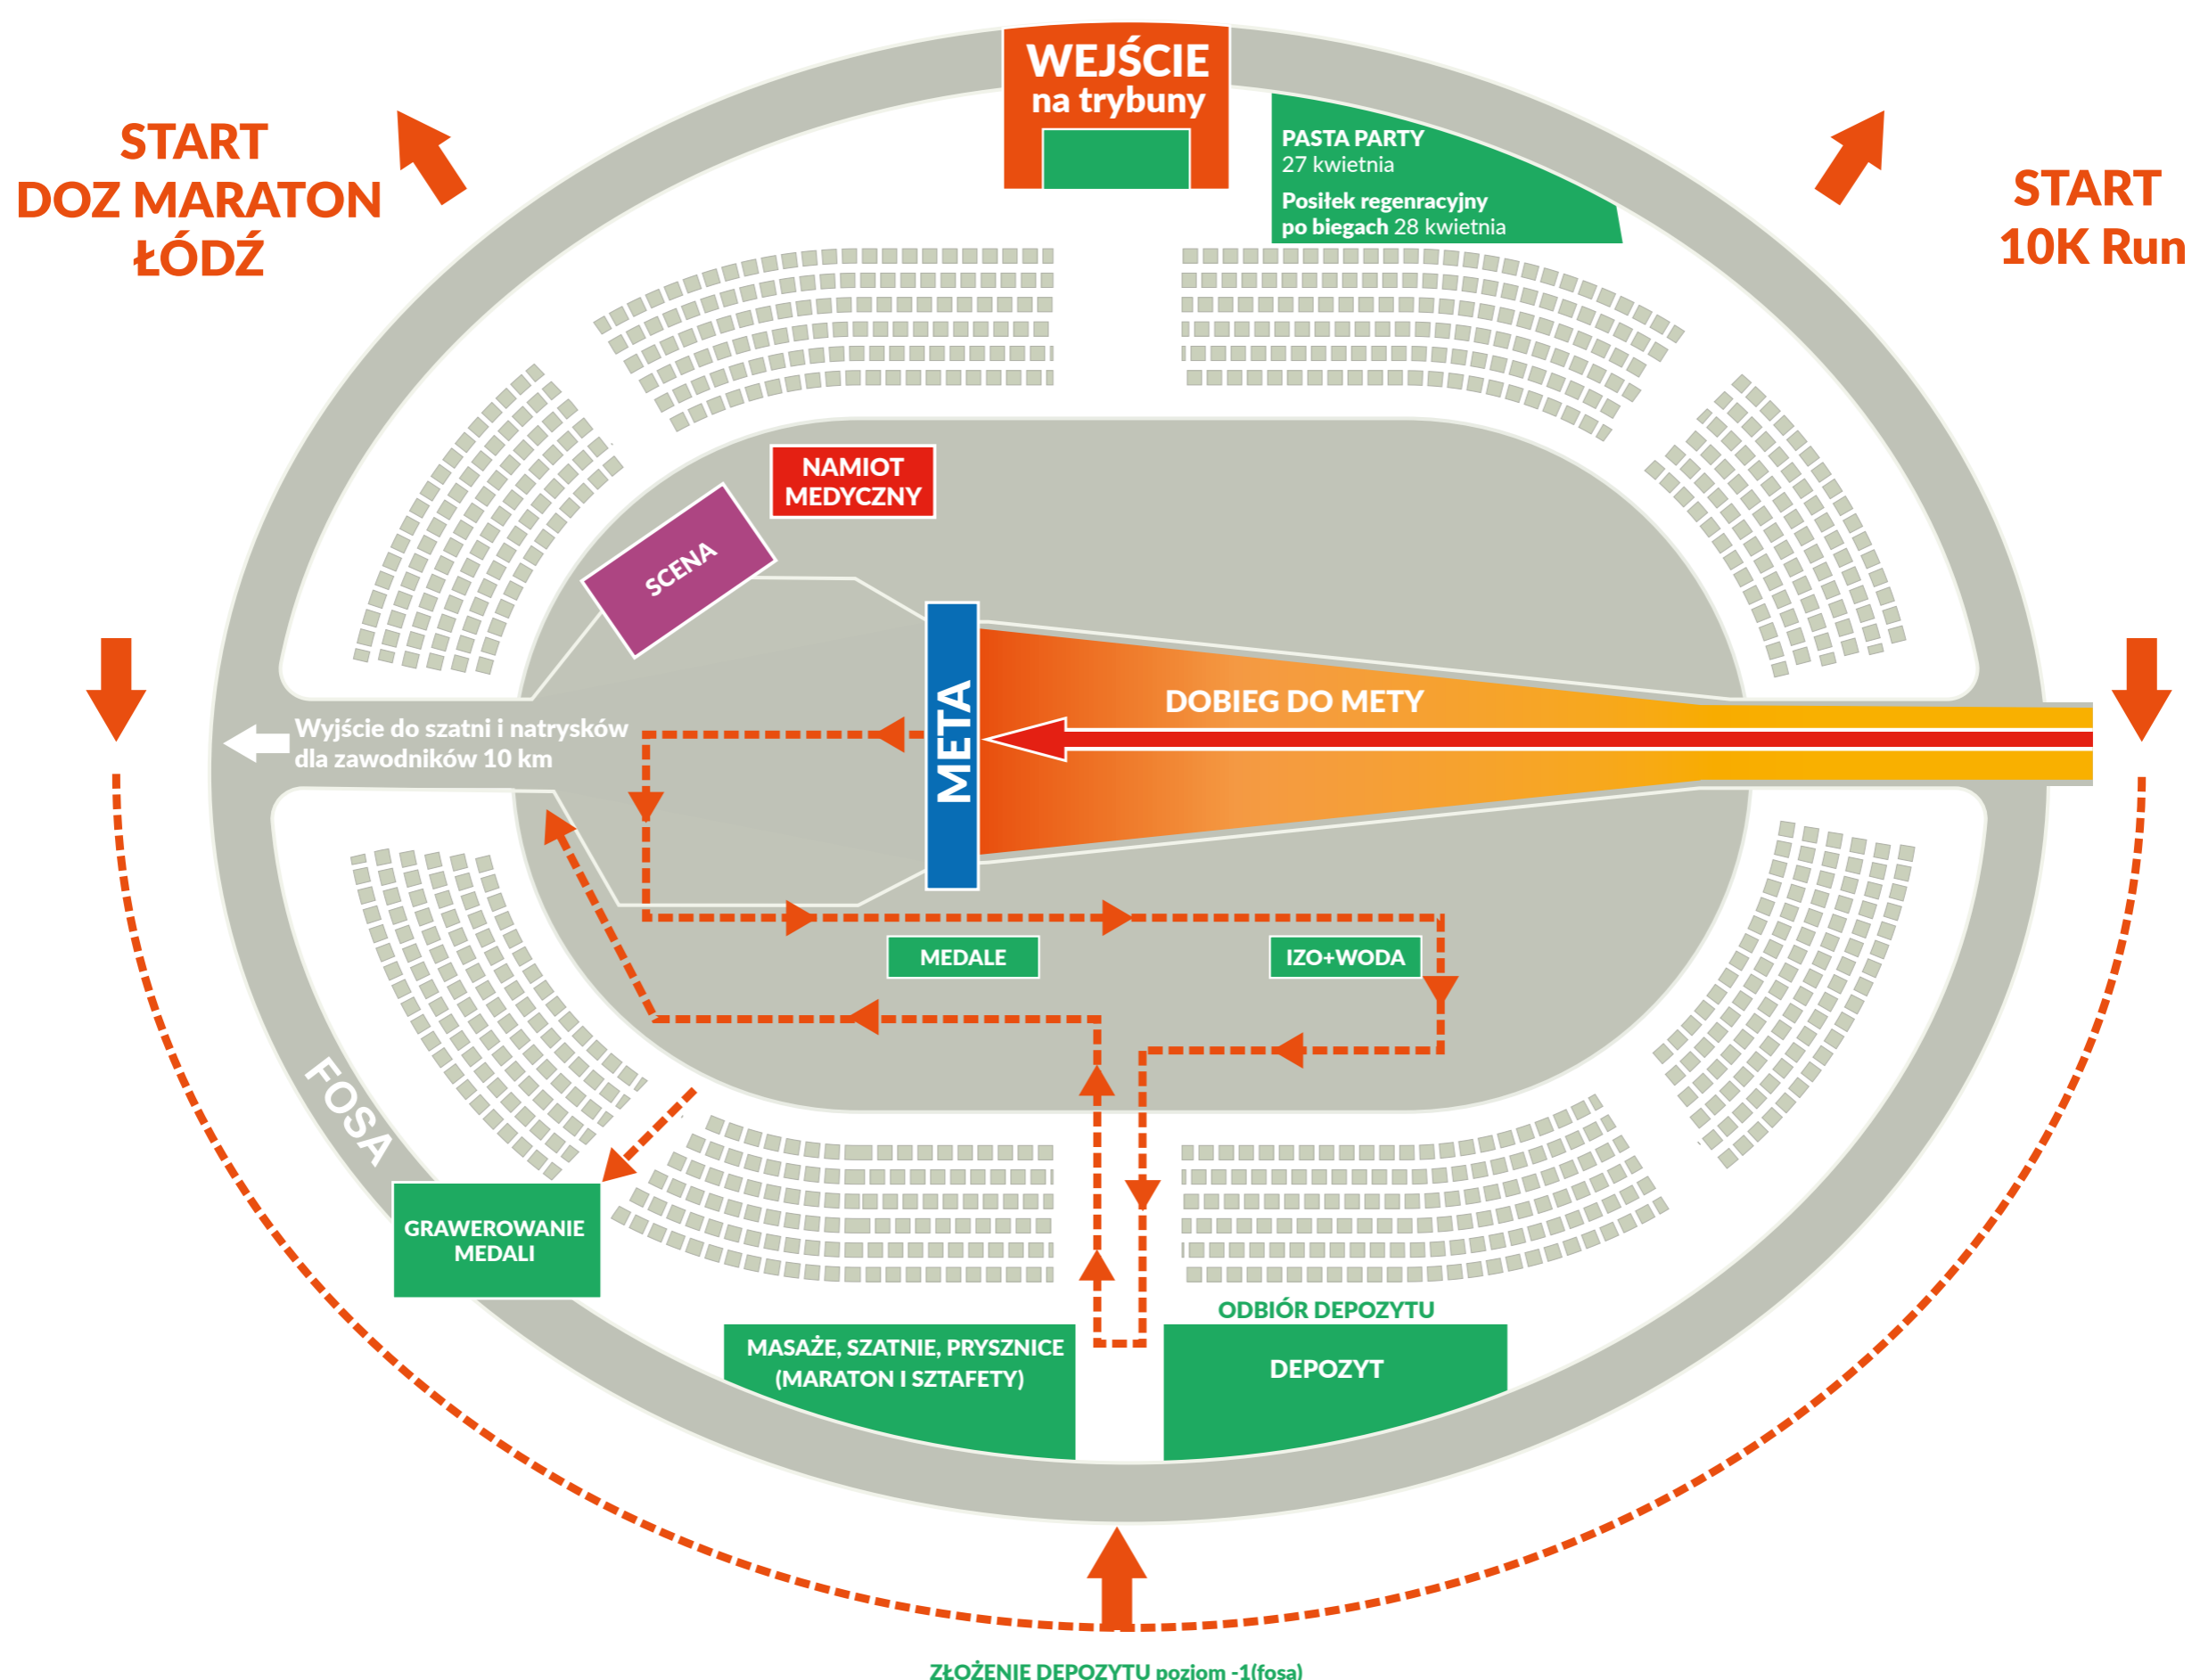 WEJŚCIE
na trybuny
START
DOZ MARATON
ŁÓDŹ
PASTA PARTY
27 kwietnia
Posiłek regenracyjny
po biegach 28 kwietnia
START
10K Run
NAMIOT
MEDYCZNY
SCENA
META
DOBIEG DO METY
Wyjście do szatni i natrysków
dla zawodników 10 km
MEDALE
IZO+WODA
FOSA
GRAWEROWANIE
MEDALI
ODBIÓR DEPOZYTU
MASAŻE, SZATNIE, PRYSZNICE
(MARATON I SZTAFETY)
DEPOZYT
ZŁOŻENIE DEPOZYTU poziom -1(fosa)